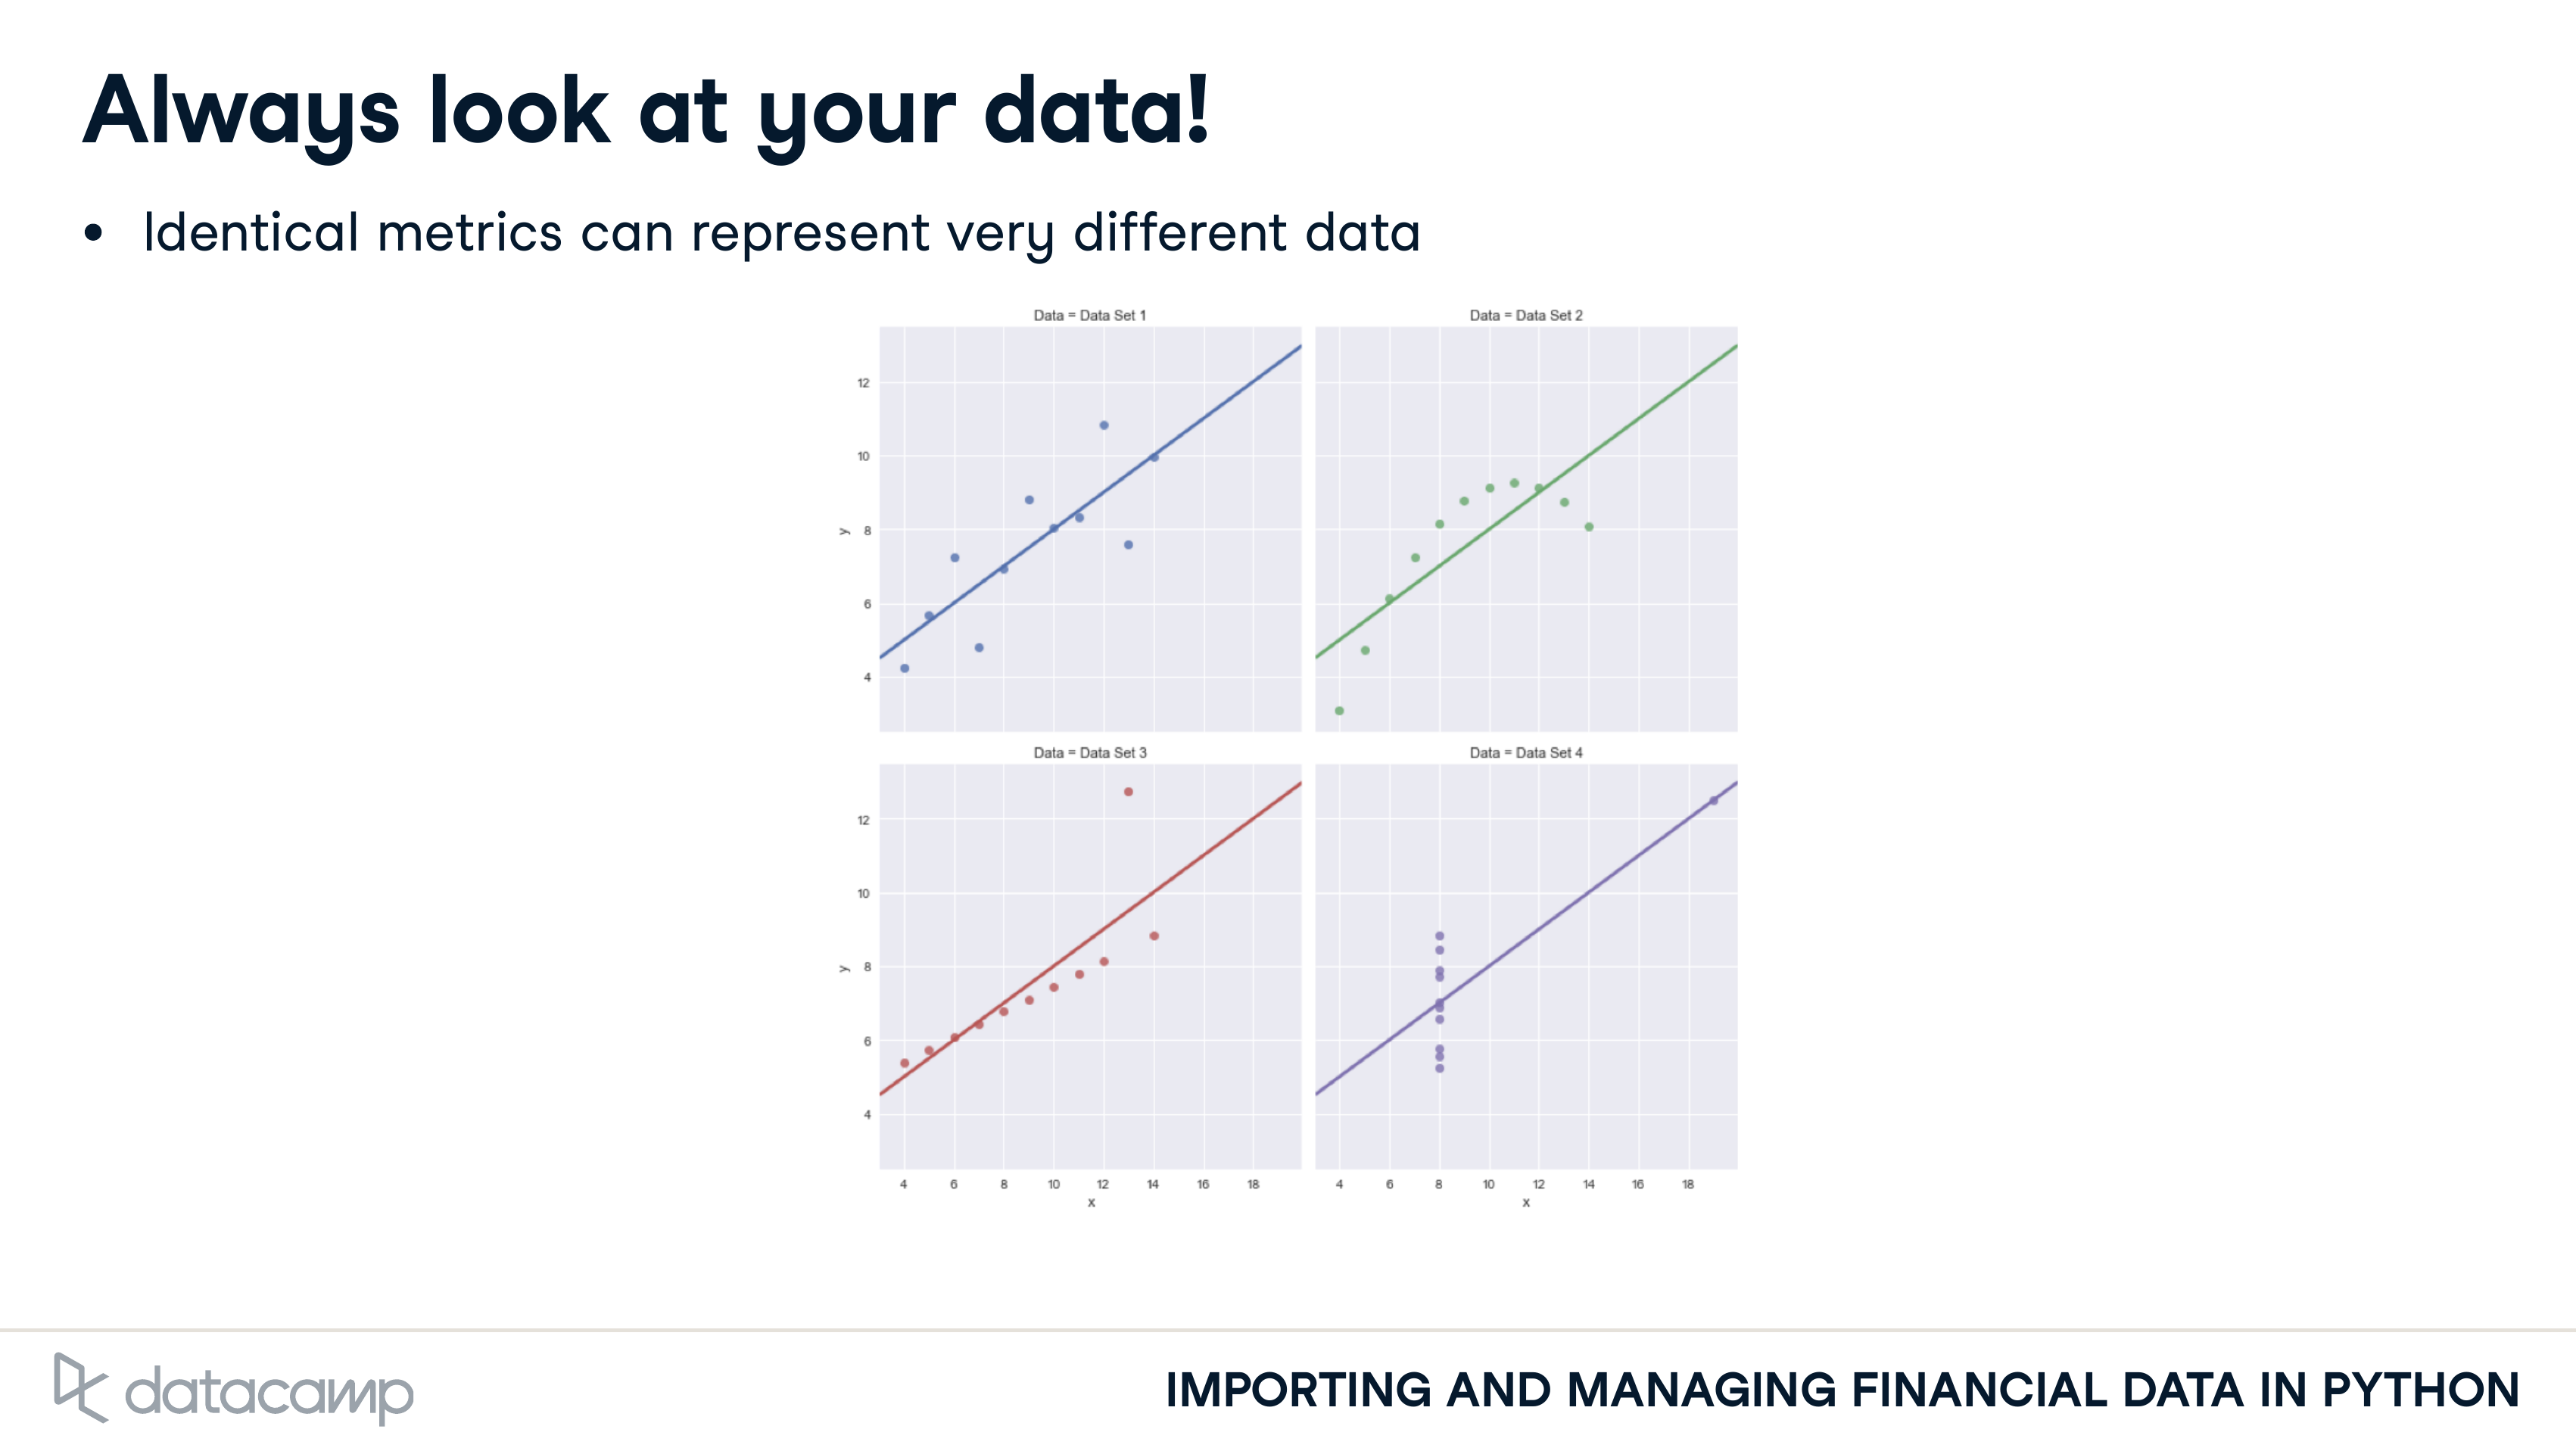 Always look at your data!
• Identical metrics can represent very different data
Data = Data Set 1
Data = Data Set 2
12
10
8
6
4
y
Data = Data Set 3
Data = Data Set 4
12
10
8
6
4
y
4 6 8 10 12 14 16 18
x
4 6 8 10 12 14 16 18
x
datacamp
IMPORTING AND MANAGING FINANCIAL DATA IN PYTHON